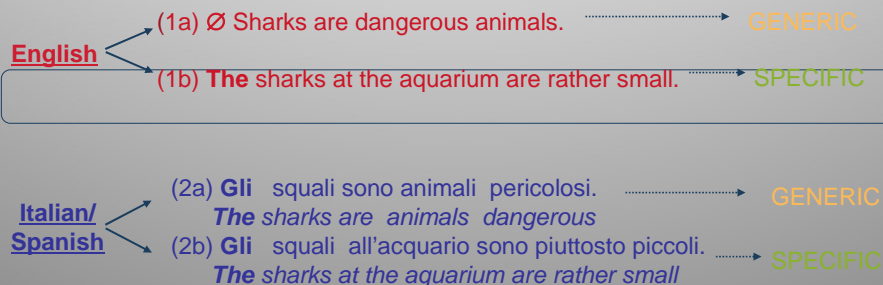 (1a) Ø Sharks are dangerous animals. GENERIC
English
(1b) The sharks at the aquarium are rather small. SPECIFIC
(2a) Gli squali sono animali pericolosi. GENERIC
The sharks are animals dangerous
Italian/
Spanish
(2b) Gli squali all'acquario sono piuttosto piccoli. SPECIFIC
The sharks at the aquarium are rather small